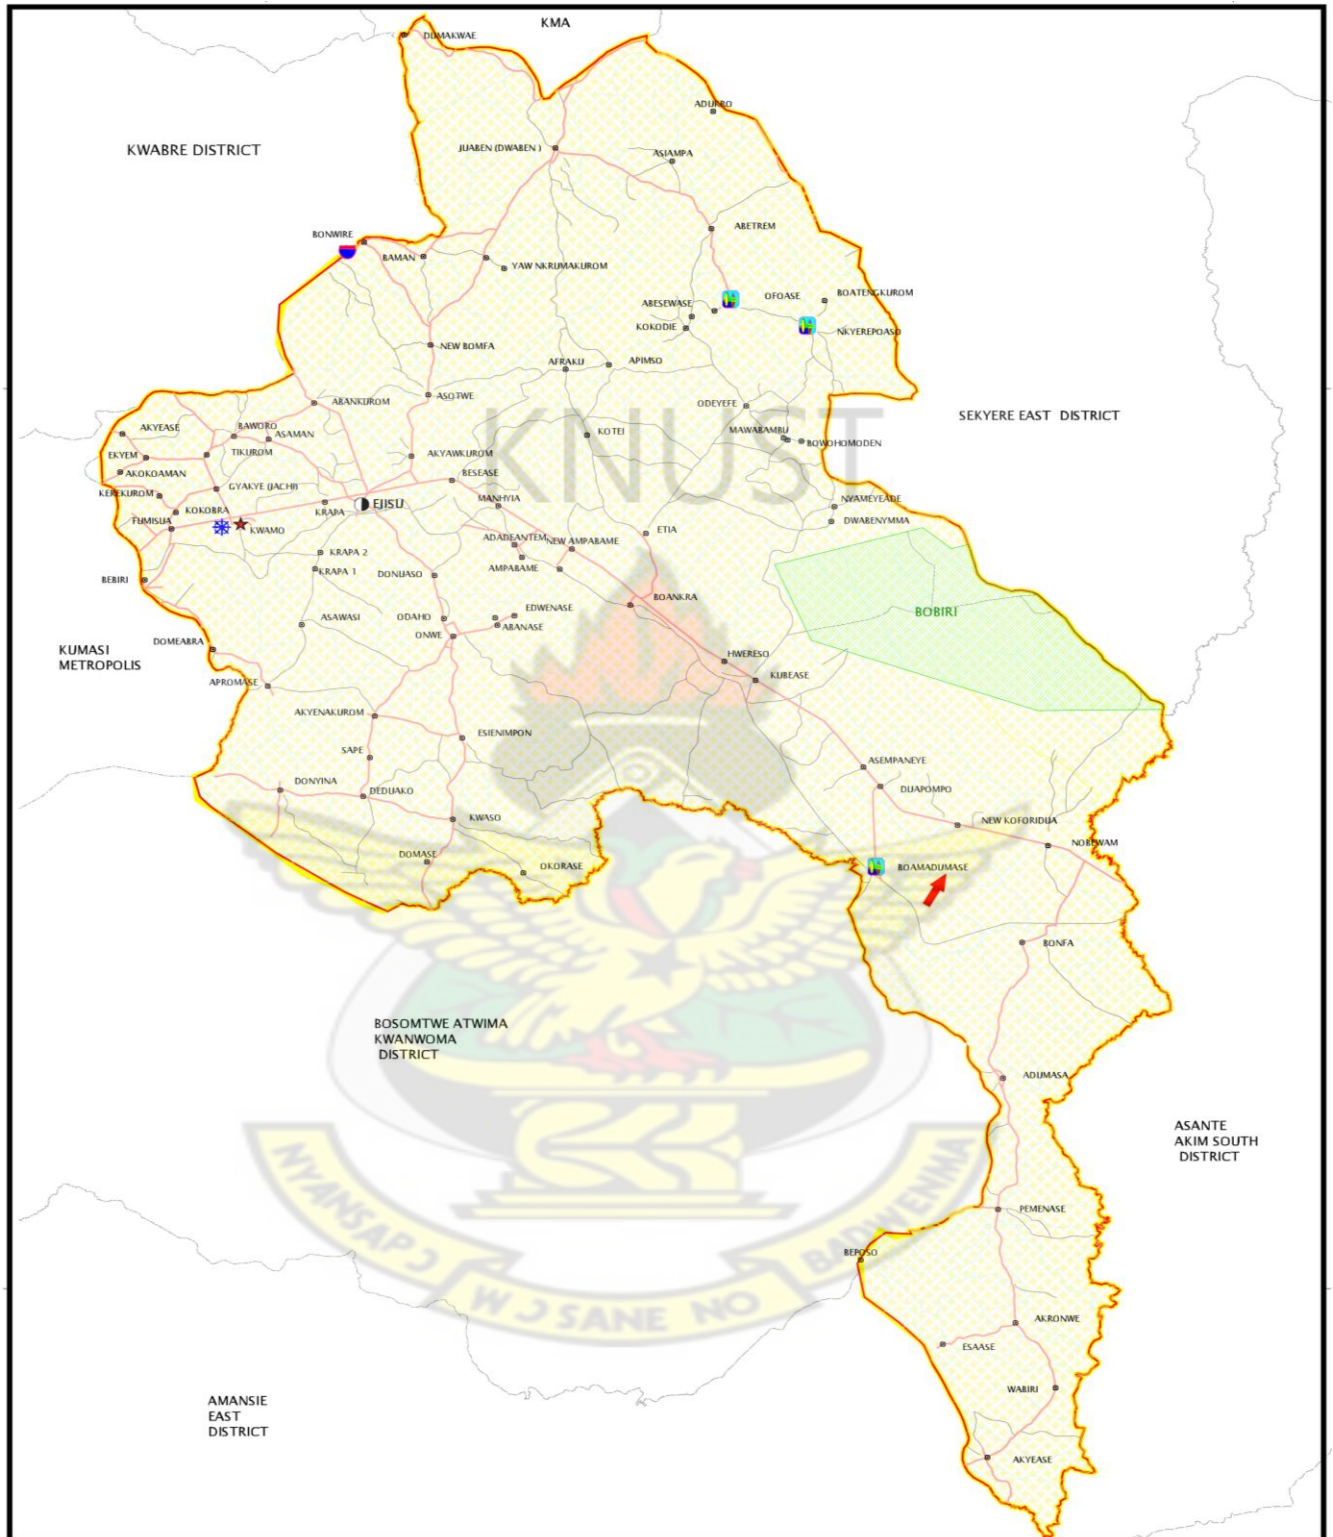 KMA
DUMAKWAE
ADUKRO
KWABRE DISTRICT
JUABEN (DWABEN )
ASIAMPA
ABETREM
BONWIRE
BAMAN
YAW NKRUMAKUROM
OFOASE
BOATENGKUROM
ABESEWASE
KOKODIE
NKYEREPOASO
NEW BOMFA
AFRAKU
APIMSO
ABANKUROM
ASOTWE
ODEYEFE
SEKYERE EAST DISTRICT
AKYEASE
BAWORO
ASAMAN
KOTEI
MAWABAMBU
BOWOHOMODEN
KNUST
EKYEM
TIKUROM
AKYAWKUROM
AKOKOAMAN
BESEASE
GYAKYE (JACHI)
KEREKUROM
MANHYIA
NYAMEYEADE
KOKOBRA
KRAPA
EJISU
FUMISUA
KWAMO
DWABENYMMA
ETIA
ADADEANTEM
NEW AMPABAME
KRAPA 2
KRAPA 1
DONUASO
AMPABAME
BEBIRI
BOANKRA
BOBIRI
ASAWASI
ODAHO
EDWENASE
ABANASE
ONWE
DOMEABRA
KUMASI
METROPOLIS
HWERESO
KUBEASE
APROMASE
AKYENAKUROM
ESIENIMPON
SAPE
ASEMPANEYE
DONYINA
DEDUAKO
DUAPOMPO
KWASO
NEW KOFORIDUA
NOBEWAM
DOMASE
OKORASE
BOAMADUMASE
BONFA
BOSOMTWE ATWIMA
KWANWOMA
DISTRICT
ADUMASA
ASANTE
AKIM SOUTH
DISTRICT
PEMENASE
BEPOSO
NYANSAPƆ
WƆSANE NO
BADWENMA
AKRONWE
ESAASE
WABIRI
AMANSIE
EAST
DISTRICT
AKYEASE